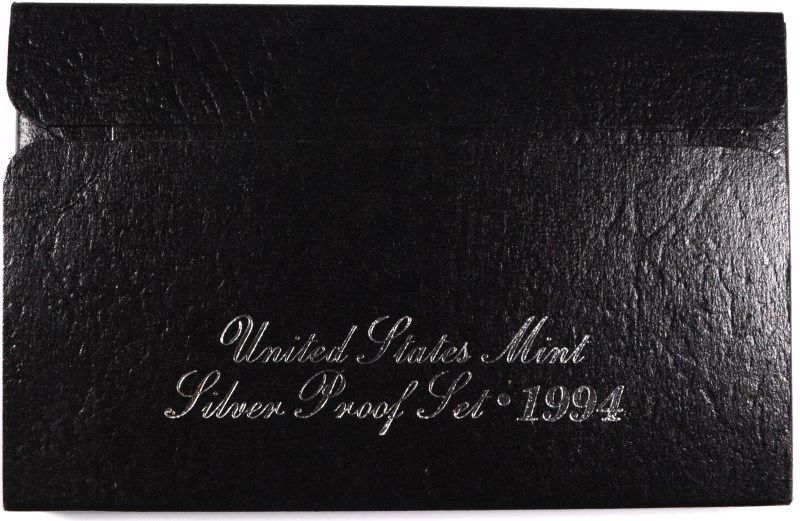 United States Mint
Silver Proof Set • 1994